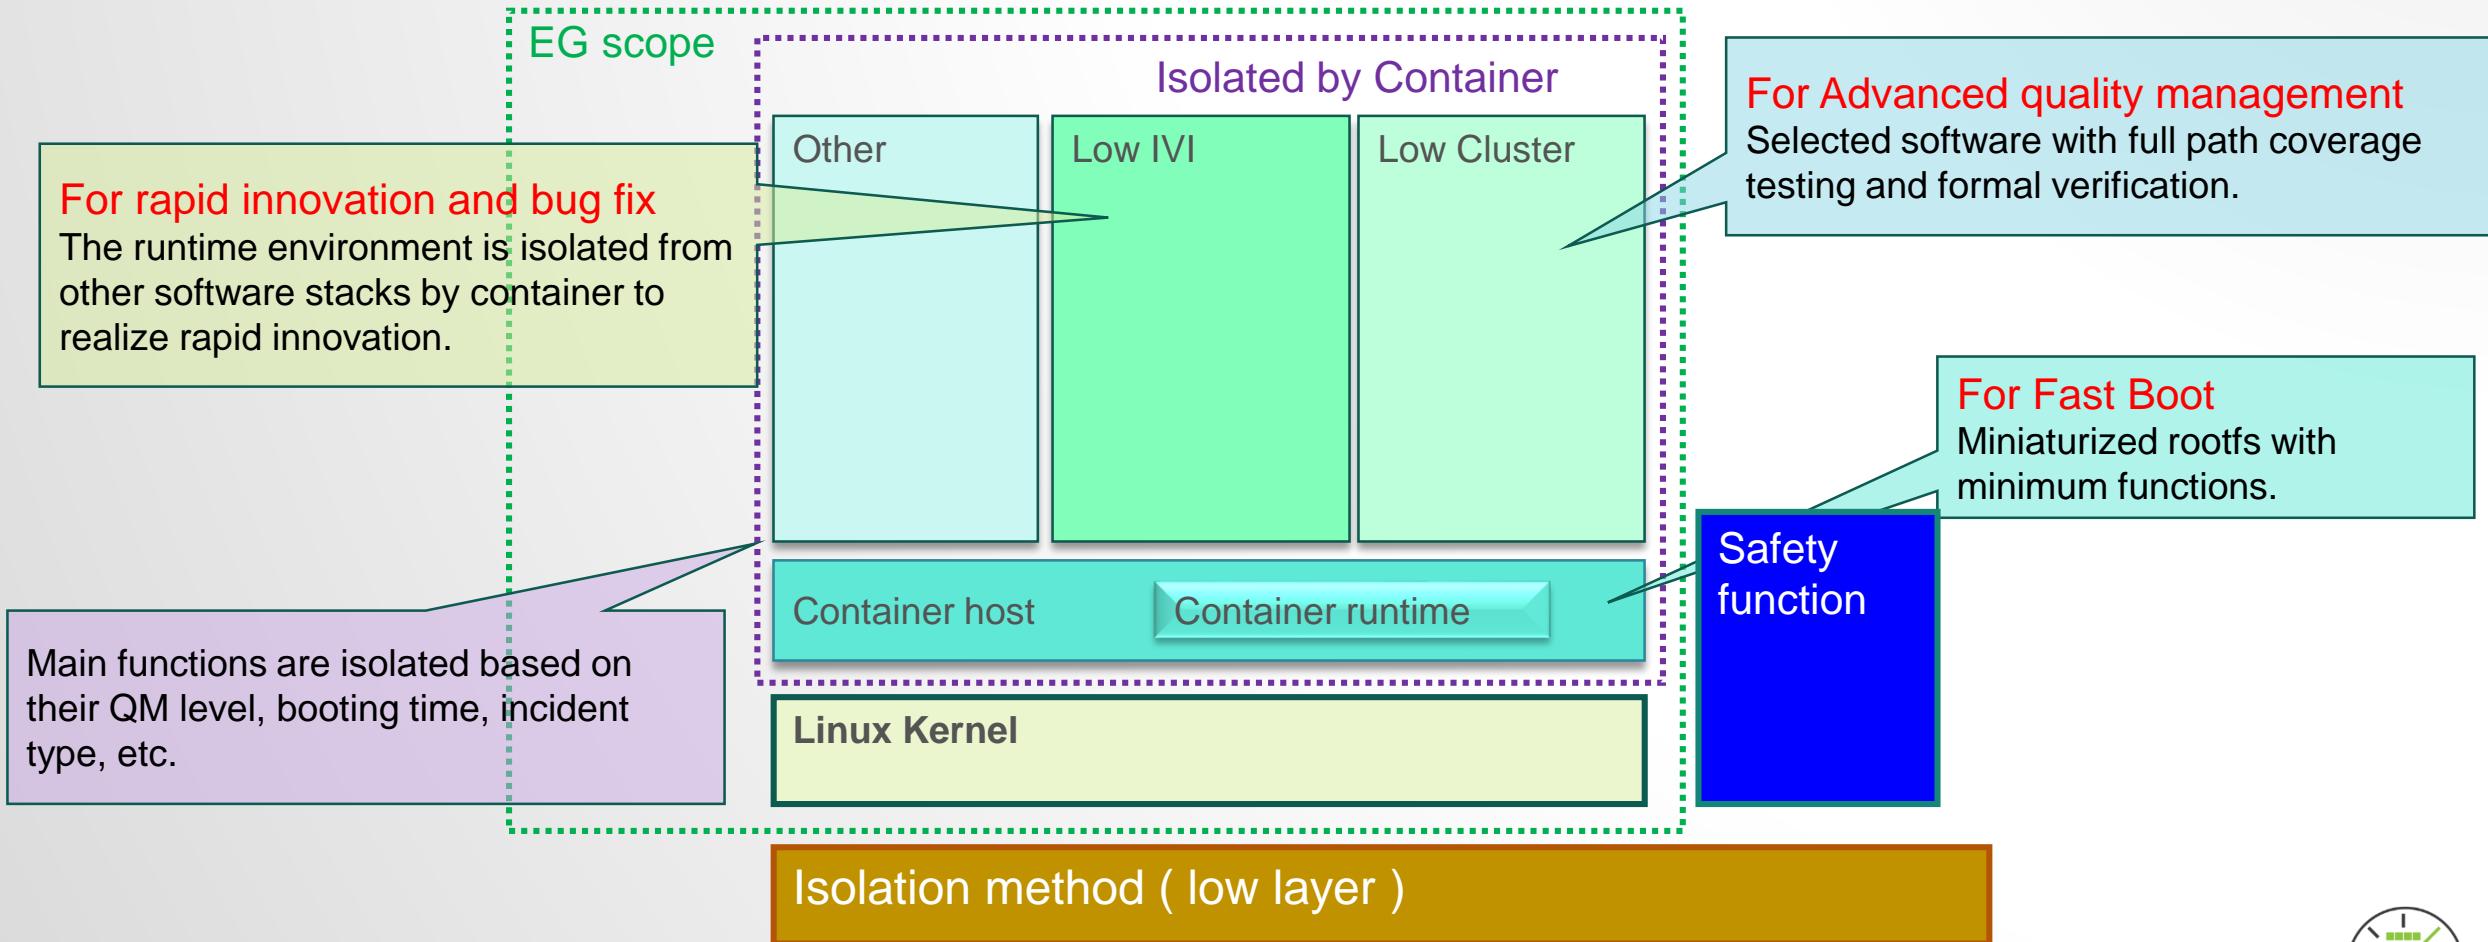 EG scope
Isolated by Container
For Advanced quality management
Selected software with full path coverage
testing and formal verification.
Other
Low IVI
Low Cluster
For rapid innovation and bug fix
The runtime environment is isolated from
other software stacks by container to
realize rapid innovation.
For Fast Boot
Miniaturized rootfs with
minimum functions.
Safety
function
Container host
Container runtime
Main functions are isolated based on
their QM level, booting time, incident
type, etc.
Linux Kernel
Isolation method ( low layer )